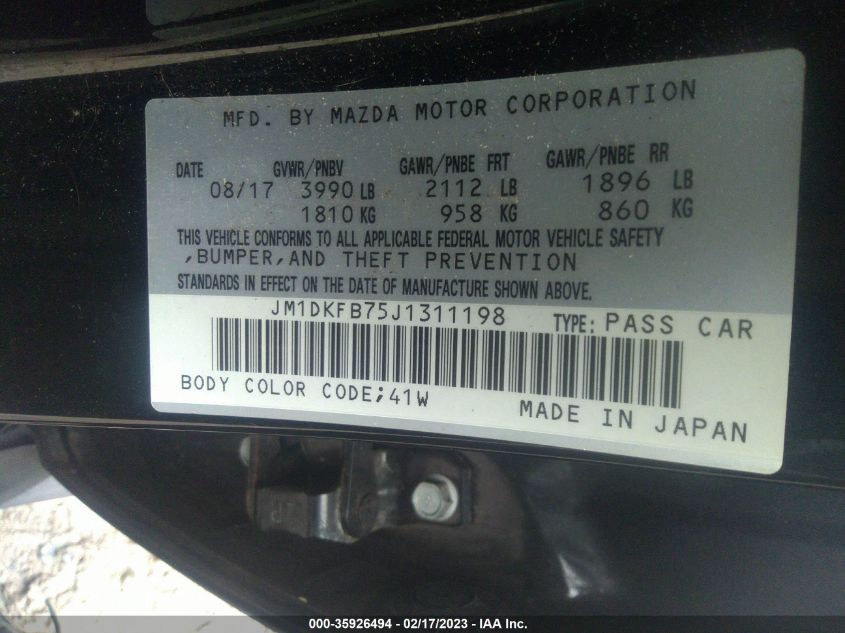 MFD. BY MAZDA MOTOR CORPORATION
DATE GVWR/PNBV GAWR/PNBE FRT GAWR/PNBE RR
08/17 3990 LB 2112 LB 1896 LB
1810 KG 958 KG 860 KG
THIS VEHICLE CONFORMS TO ALL APPLICABLE FEDERAL MOTOR VEHICLE SAFETY
,BUMPER,AND THEFT PREVENTION
STANDARDS IN EFFECT ON THE DATE OF MANUFACTURE SHOWN ABOVE.
JM1DKFB75J1311198 TYPE: PASS CAR
BODY COLOR CODE;41W MADE IN JAPAN
000-35926494 - 02/17/2023 - IAA Inc.